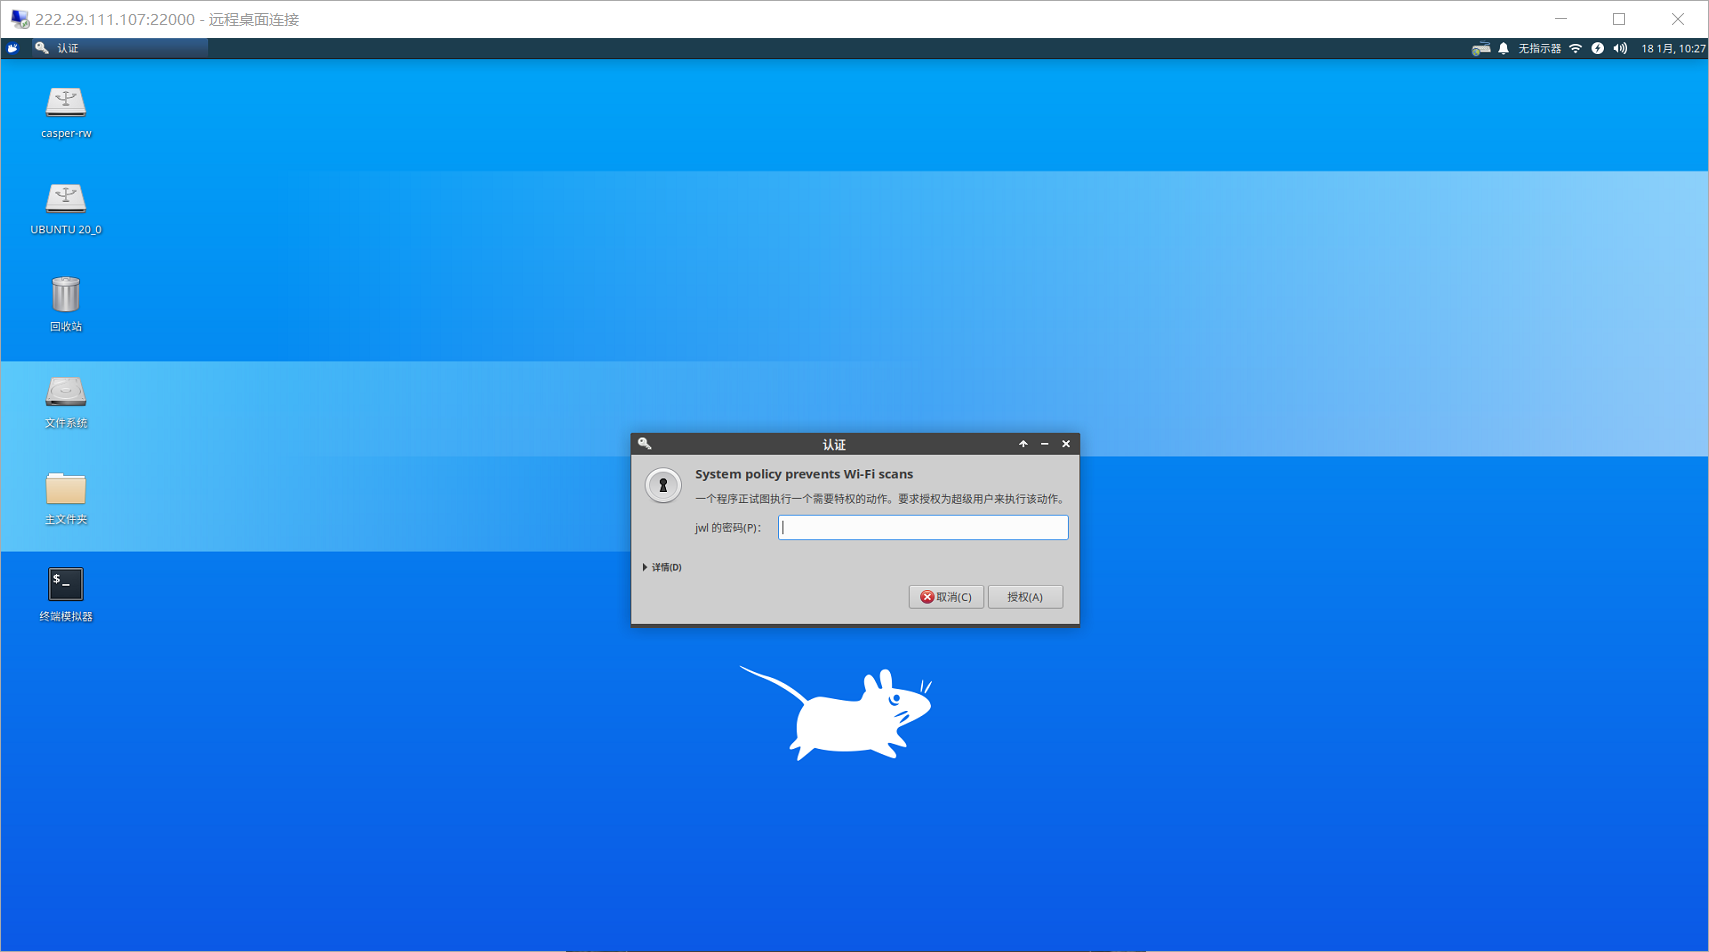 222.29.111.107:22000 - 远程桌面连接
认证
无指示器
18 1月, 10:27
casper-rw
UBUNTU 20_0
回收站
文件系统
主文件夹
$_
终端模拟器
认证
System policy prevents Wi-Fi scans
一个程序正试图执行一个需要特权的动作。要求授权为超级用户来执行该动作。
jwl 的密码(P)：
详情(D)
取消(C)
授权(A)